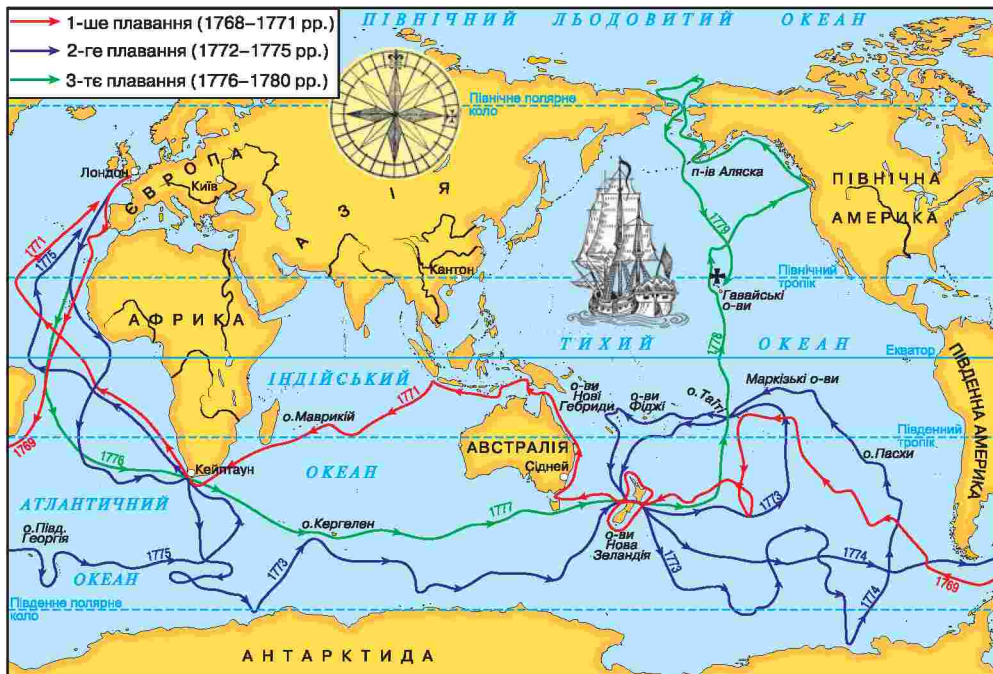 1-ше плавання (1768–1771 рр.)
2-ге плавання (1772–1775 рр.)
3-тє плавання (1776–1780 рр.)
ПІВНІЧНИЙ ЛЬОДОВИТИЙ ОКЕАН
Північне полярне
коло
Лондон
ЄВРОПА
Київ
АЗІЯ
п-ів Аляска
ПІВНІЧНА
АМЕРИКА
1771
1775
1779
Кантон
Північний
тропік
Гавайські
о-ви
АФРИКА
ТИХИЙ ОКЕАН
1778
Екватор
ІНДІЙСЬКИЙ
1771
о-ви
Нові
Гебриди
о-ви
Фіджі
о.Таїті
Маркізькі о-ви
ПІВДЕННА АМЕРИКА
о.Маврикій
1769
Південний
тропік
АВСТРАЛІЯ
Сідней
о.Пасхи
1776
Кейптаун
ОКЕАН
АТЛАНТИЧНИЙ
1777
1773
о.Півд.
Георгія
о.Кергелен
о-ви
Нова
Зеландія
1775
1773
1773
1774
1774
1769
ОКЕАН
Південне полярне
коло
АНТАРКТИДА